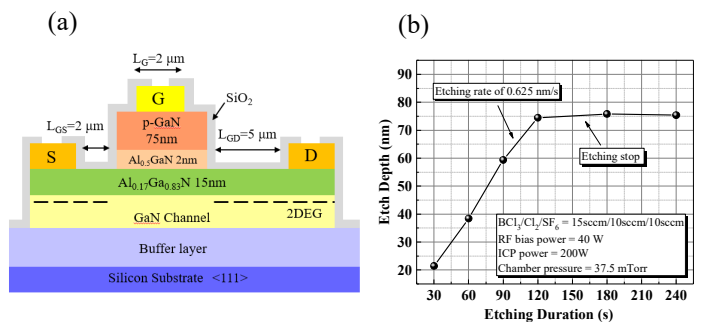 (a)
L_G=2 μm
G
SiO₂
L_GS=2 μm
p-GaN
75nm
L_GD=5 μm
S
Al₀.₅GaN 2nm
D
Al₀.₁₇Ga₀.₈₃N 15nm
2DEG
GaN Channel
Buffer layer
Silicon Substrate <111>
(b)
90
80
70
60
50
40
30
20
Etch Depth (nm)
Etching rate of 0.625 nm/s
Etching stop
BCl₃/Cl₂/SF₆ = 15sccm/10sccm/10sccm
RF bias power = 40 W
ICP power = 200W
Chamber pressure = 37.5 mTorr
30 60 90 120 150 180 210 240
Etching Duration (s)